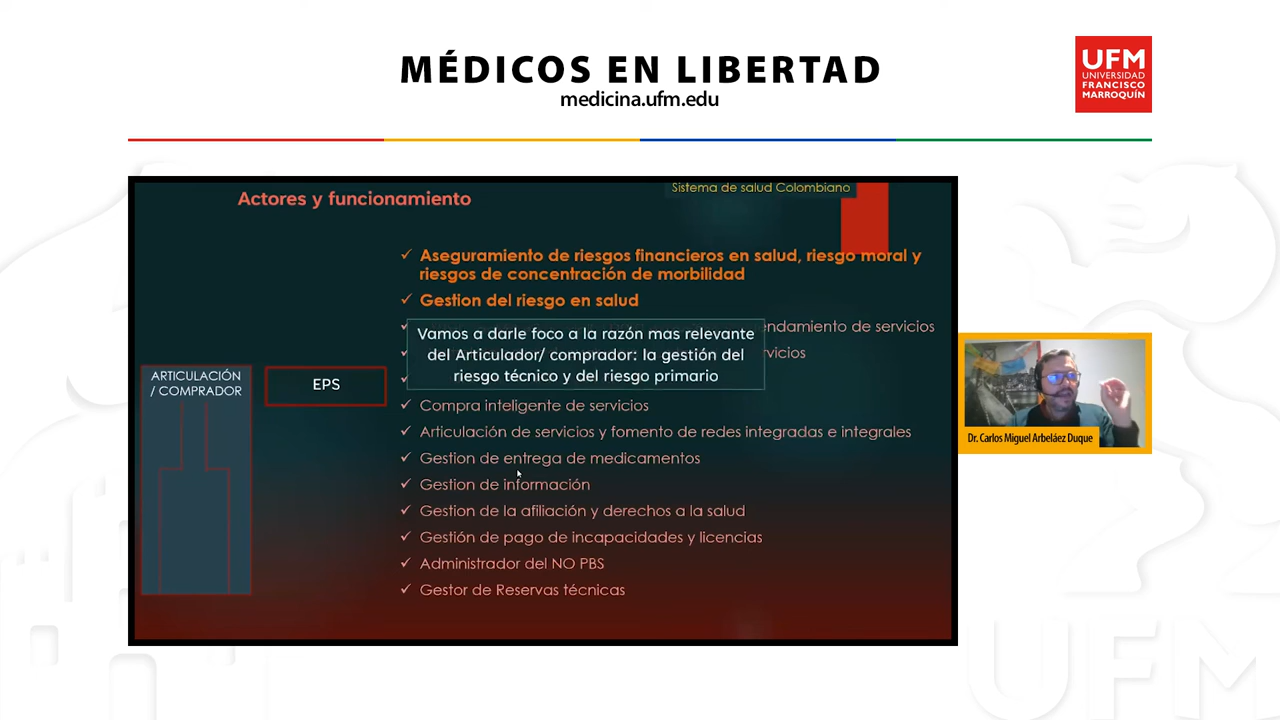 MÉDICOS EN LIBERTAD
medicina.ufm.edu
UFM
UNIVERSIDAD
FRANCISCO
MARROQUÍN
Sistema de salud Colombiano
Actores y funcionamiento
✓ Aseguramiento de riesgos financieros en salud, riesgo moral y
riesgos de concentración de morbilidad
✓ Gestion del riesgo en salud
de servicios
Vamos a darle foco a la razón mas relevante
del Articulador/ comprador: la gestión del
riesgo técnico y del riesgo primario
ARTICULACIÓN
/ COMPRADOR
EPS
✓ Compra inteligente de servicios
✓ Articulación de servicios y fomento de redes integradas e integrales
✓ Gestion de entrega de medicamentos
✓ Gestion de información
✓ Gestion de la afiliación y derechos a la salud
✓ Gestión de pago de incapacidades y licencias
✓ Administrador del NO PBS
✓ Gestor de Reservas técnicas
Dr. Carlos Miguel Arbeláez Duque
UFM